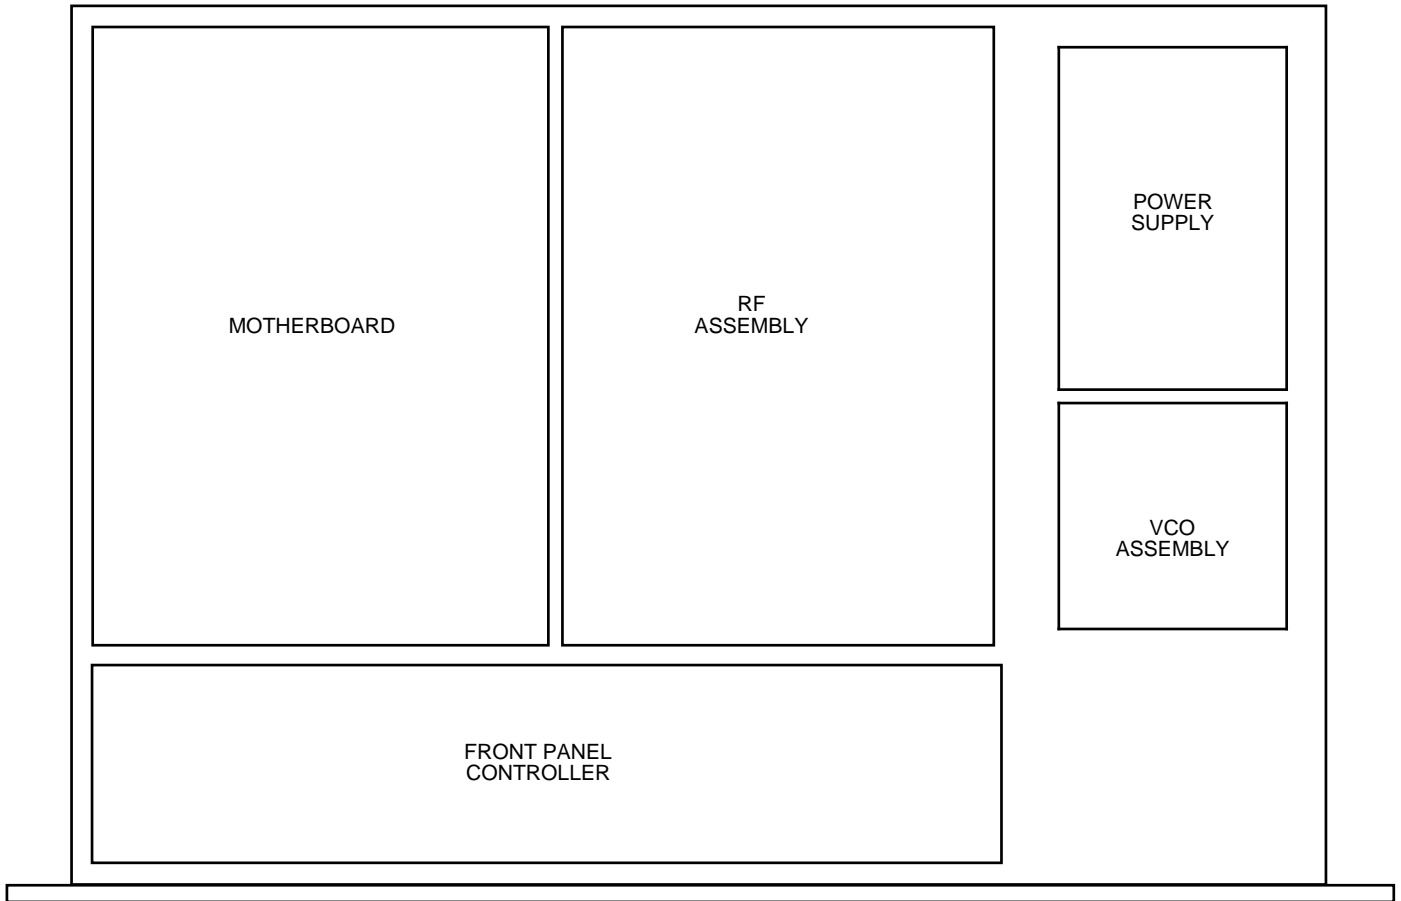 MOTHERBOARD
RF
ASSEMBLY
POWER
SUPPLY
VCO
ASSEMBLY
FRONT PANEL
CONTROLLER